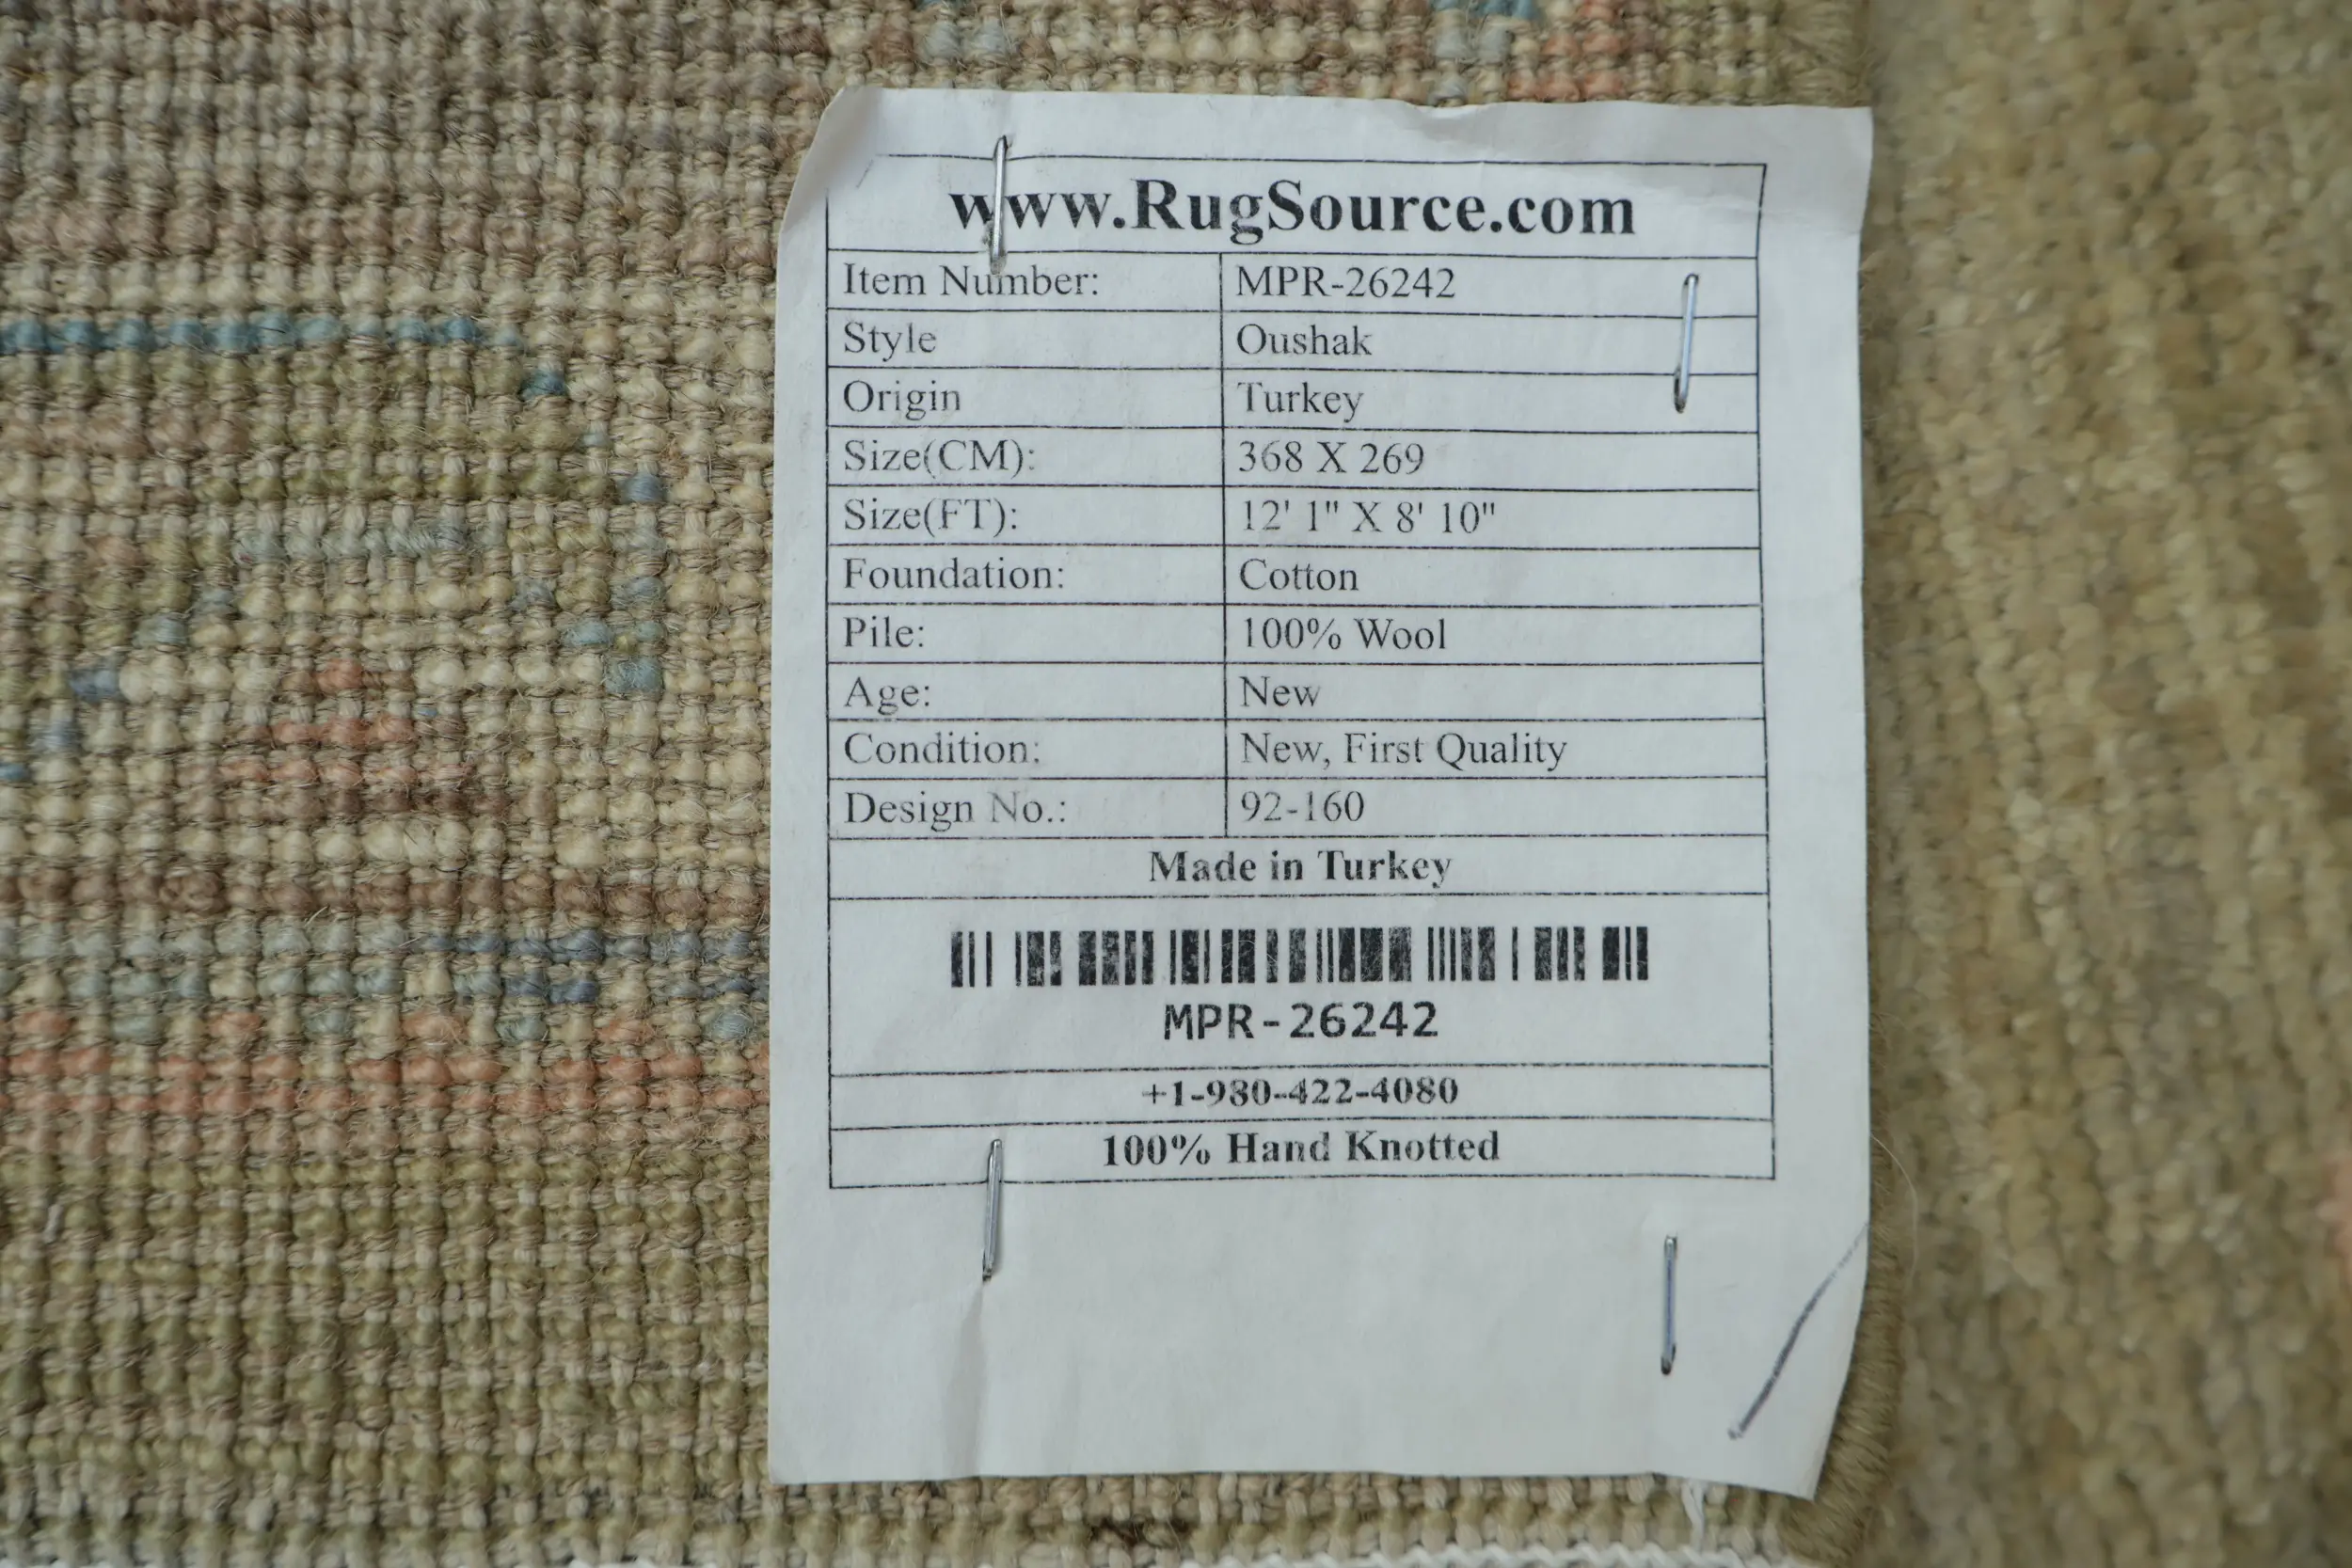 www.RugSource.com
Item Number: MPR-26242
Style Oushak
Origin Turkey
Size(CM): 368 X 269
Size(FT): 12' 1" X 8' 10"
Foundation: Cotton
Pile: 100% Wool
Age: New
Condition: New, First Quality
Design No.: 92-160
Made in Turkey
MPR-26242
+1-980-422-4080
100% Hand Knotted